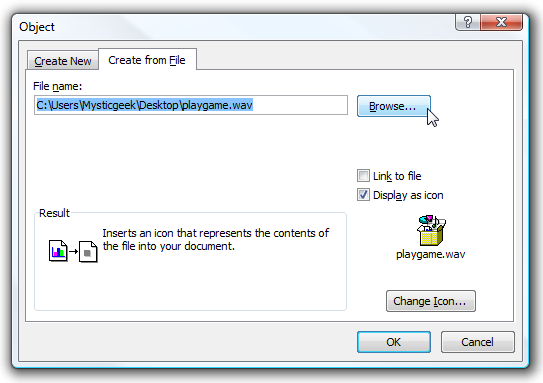 Object
Create New
Create from File
File name:
C:\Users\Mysticgeek\Desktop\playgame.wav
Browse...
Link to file
Display as icon
Result
Inserts an icon that represents the contents of
the file into your document.
playgame.wav
Change Icon...
OK
Cancel